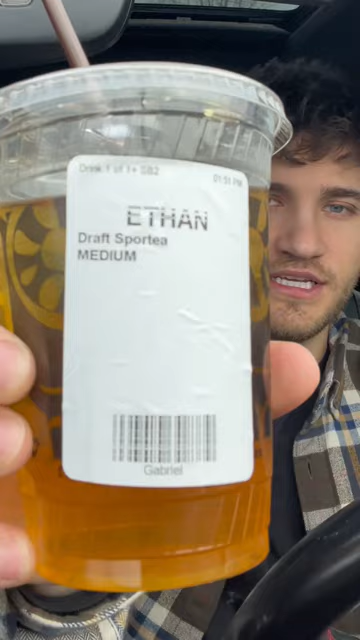 Drink 1 of 1+ SB2
01:51 PM
ETHAN
Draft Sportea
MEDIUM
Gabriel